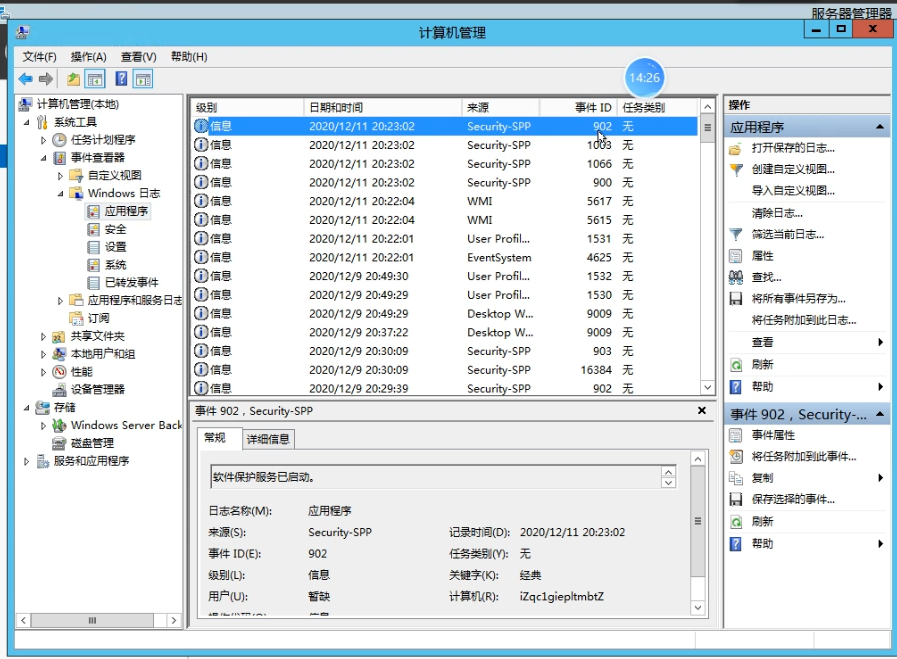 服务器管理器
计算机管理
文件(F) 操作(A) 查看(V) 帮助(H)
14:26
计算机管理(本地)
系统工具
任务计划程序
事件查看器
自定义视图
Windows 日志
应用程序
安全
设置
系统
已转发事件
应用程序和服务日志
订阅
共享文件夹
本地用户和组
性能
设备管理器
存储
Windows Server Back
磁盘管理
服务和应用程序
级别 日期和时间 来源 事件 ID 任务类别
信息 2020/12/11 20:23:02 Security-SPP 902 无
信息 2020/12/11 20:23:02 Security-SPP 1003 无
信息 2020/12/11 20:23:02 Security-SPP 1066 无
信息 2020/12/11 20:23:02 Security-SPP 900 无
信息 2020/12/11 20:22:04 WMI 5617 无
信息 2020/12/11 20:22:04 WMI 5615 无
信息 2020/12/11 20:22:01 User Profil... 1531 无
信息 2020/12/11 20:22:01 EventSystem 4625 无
信息 2020/12/9 20:49:30 User Profil... 1532 无
信息 2020/12/9 20:49:29 User Profil... 1530 无
信息 2020/12/9 20:49:29 Desktop W... 9009 无
信息 2020/12/9 20:37:22 Desktop W... 9009 无
信息 2020/12/9 20:30:09 Security-SPP 903 无
信息 2020/12/9 20:30:09 Security-SPP 16384 无
信息 2020/12/9 20:29:39 Security-SPP 902 无
事件 902，Security-SPP
常规 详细信息
软件保护服务已启动。
日志名称(M): 应用程序
来源(S): Security-SPP 记录时间(D): 2020/12/11 20:23:02
事件 ID(E): 902 任务类别(Y): 无
级别(L): 信息 关键字(K): 经典
用户(U): 暂缺 计算机(R): iZqc1giepltmbtZ
操作
应用程序
打开保存的日志...
创建自定义视图...
导入自定义视图...
清除日志...
筛选当前日志...
属性
查找...
将所有事件另存为...
将任务附加到此日志...
查看
刷新
帮助
事件 902，Security-...
事件属性
将任务附加到此事件...
复制
保存选择的事件...
刷新
帮助